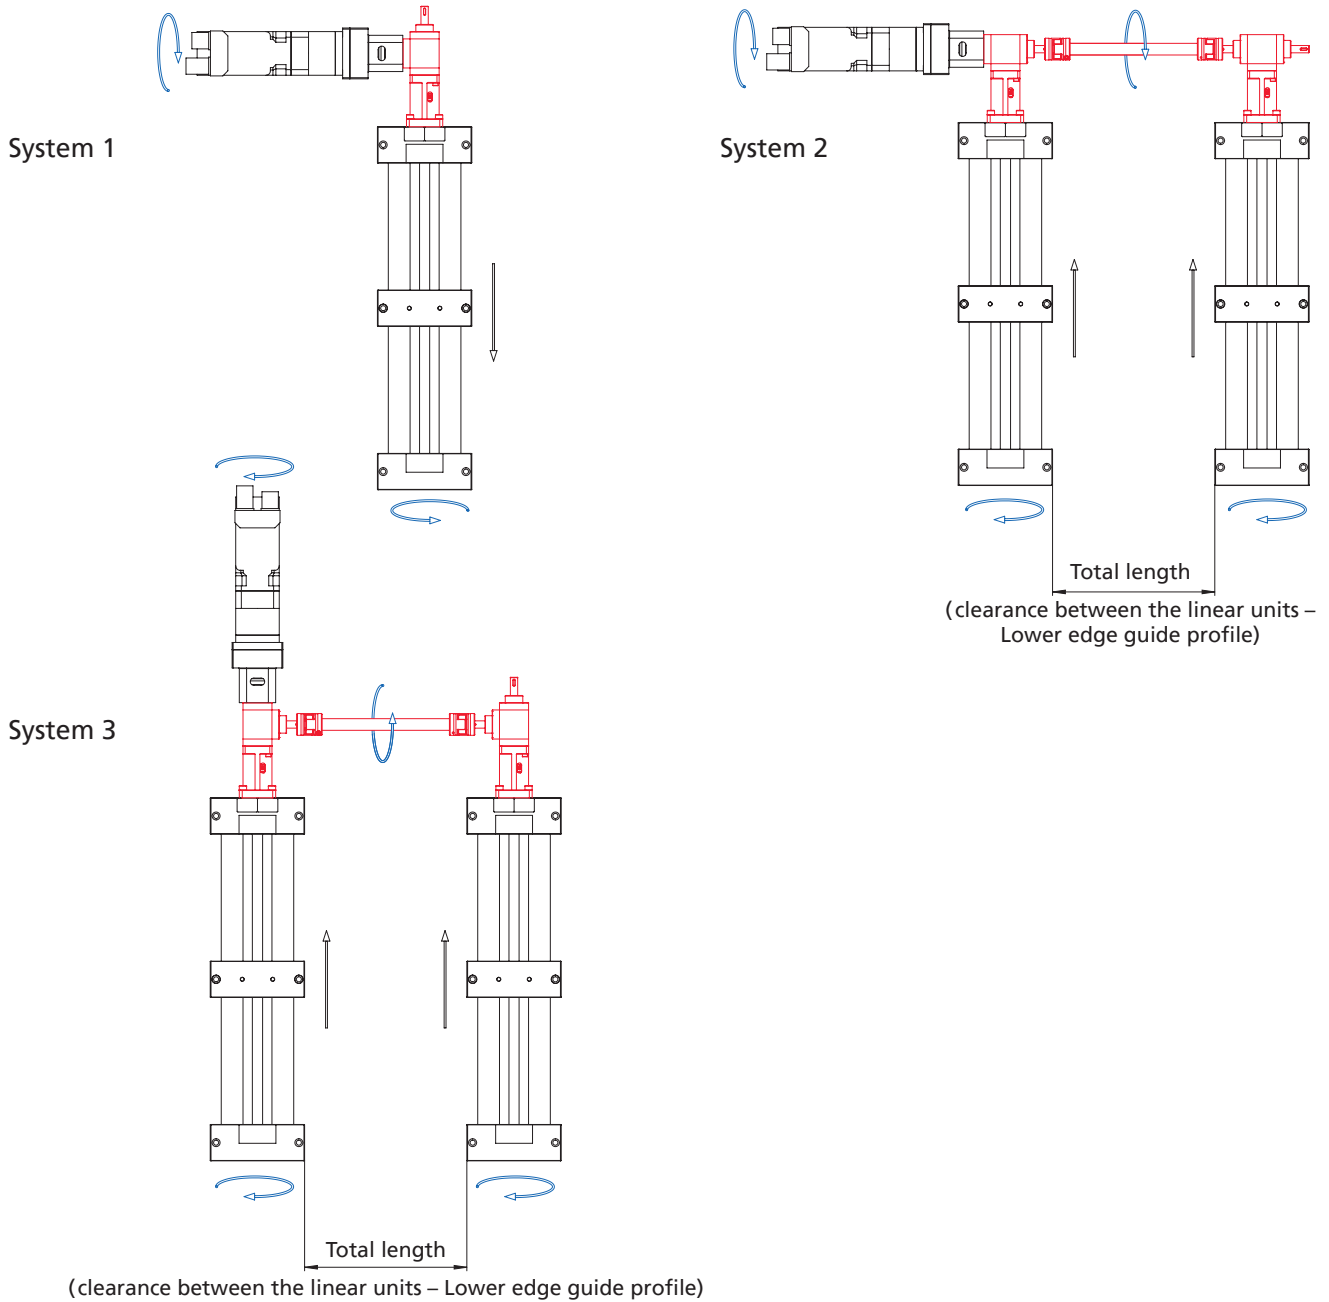 System 1
System 2
Total length
(clearance between the linear units –
Lower edge guide profile)
System 3
Total length
(clearance between the linear units – Lower edge guide profile)